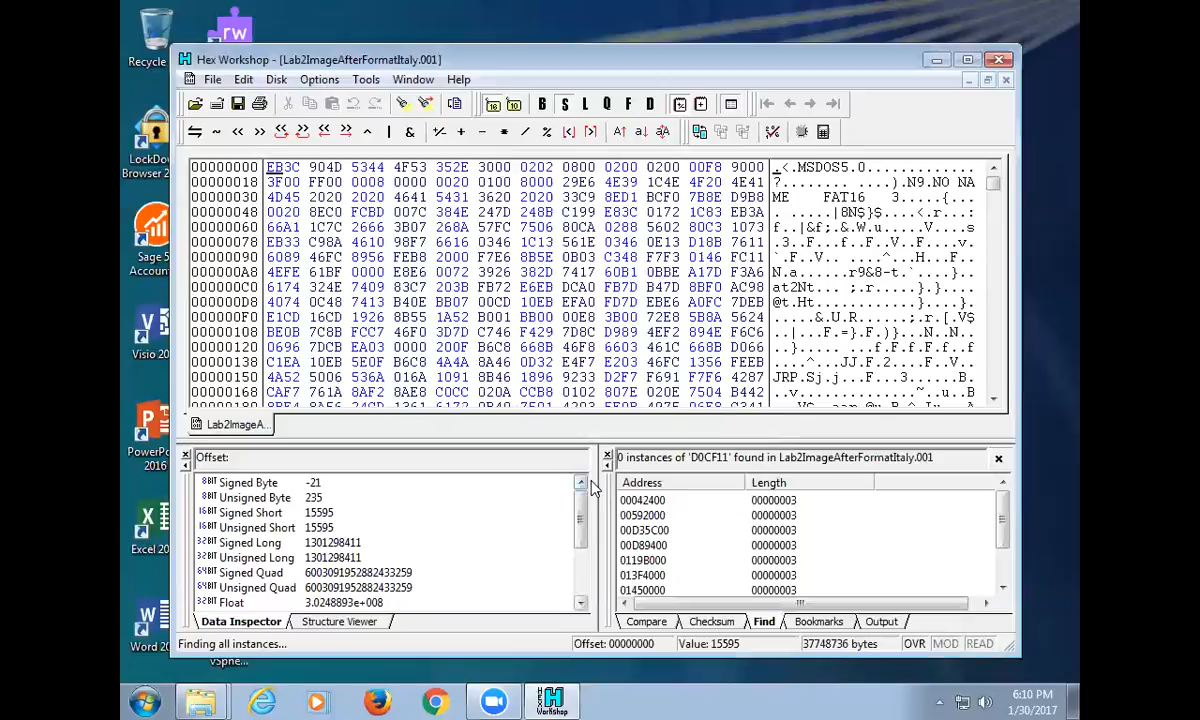 rw
Recycle
Hex Workshop - [Lab2ImageAfterFormatItaly.001]
File Edit Disk Options Tools Window Help
B S L Q F D
LockDo
Browser 2
Sage 5
Accoun
Visio 20
PowerPo
2016
Excel 20
Word 20
vSphe...
00000000 EB3C 904D 5344 4F53 352E 3000 0202 0800 0200 0200 00F8 9000 .<.MSDOS5.0.............
00000018 3F00 FF00 0008 0000 0020 0100 8000 29E6 4E39 1C4E 4F20 4E41 ?........ ....).N9.NO NA
00000030 4D45 2020 2020 4641 5431 3620 2020 33C9 8ED1 BCF0 7B8E D9B8 ME    FAT16   3.....{...
00000048 0020 8EC0 FCBD 007C 384E 247D 248B C199 E83C 0172 1C83 EB3A . .....|8N$}$....<.r...:
00000060 66A1 1C7C 2666 3B07 268A 57FC 7506 80CA 0288 5602 80C3 1073 f..|&f;.&.W.u.....V....s
00000078 EB33 C98A 4610 98F7 6616 0346 1C13 561E 0346 0E13 D18B 7611
00000090 6089 46FC 8956 FEB8 2000 F7E6 8B5E 0B03 C348 F7F3 0146 FC11
000000A8 4EFE 61BF 0000 E8E6 0072 3926 382D 7417 60B1 0BBE A17D F3A6
000000C0 6174 324E 7409 83C7 203B FB72 E6EB DCA0 FB7D B47D 8BF0 AC98
000000D8 4074 0C48 7413 B40E BB07 00CD 10EB EFA0 FD7D EBE6 A0FC 7DEB
000000F0 E1CD 16CD 1926 8B55 1A52 B001 BB00 00E8 3B00 72E8 5B8A 5624
00000108 BE0B 7C8B FCC7 46F0 3D7D C746 F429 7D8C D989 4EF2 894E F6C6
00000120 0696 7DCB EA03 0000 200F B6C8 668B 46F8 6603 461C 668B D066
00000138 C1EA 10EB 5E0F B6C8 4A4A 8A46 0D32 E4F7 E203 46FC 1356 FEEB
00000150 4A52 5006 536A 016A 1091 8B46 1896 9233 D2F7 F691 F7F6 4287
00000168 CAF7 761A 8AF2 8AE8 C0CC 020A CCB8 0102 807E 020E 7504 B442
Lab2ImageA...
Offset:
0 instances of 'D0CF11' found in Lab2ImageAfterFormatItaly.001
8BIT Signed Byte -21
8BIT Unsigned Byte 235
16BIT Signed Short 15595
16BIT Unsigned Short 15595
32BIT Signed Long 1301298411
32BIT Unsigned Long 1301298411
64BIT Signed Quad 6003091952882433259
64BIT Unsigned Quad 6003091952882433259
32BIT Float 3.0248893e+008
Address Length
00042400 00000003
00592000 00000003
00D35C00 00000003
00D89400 00000003
0119B000 00000003
013F4000 00000003
01450000 00000003
Data Inspector Structure Viewer
Compare Checksum Find Bookmarks Output
Finding all instances... Offset: 00000000 Value: 15595 37748736 bytes OVR MOD READ
HEX
Workshop
6:10 PM
1/30/2017